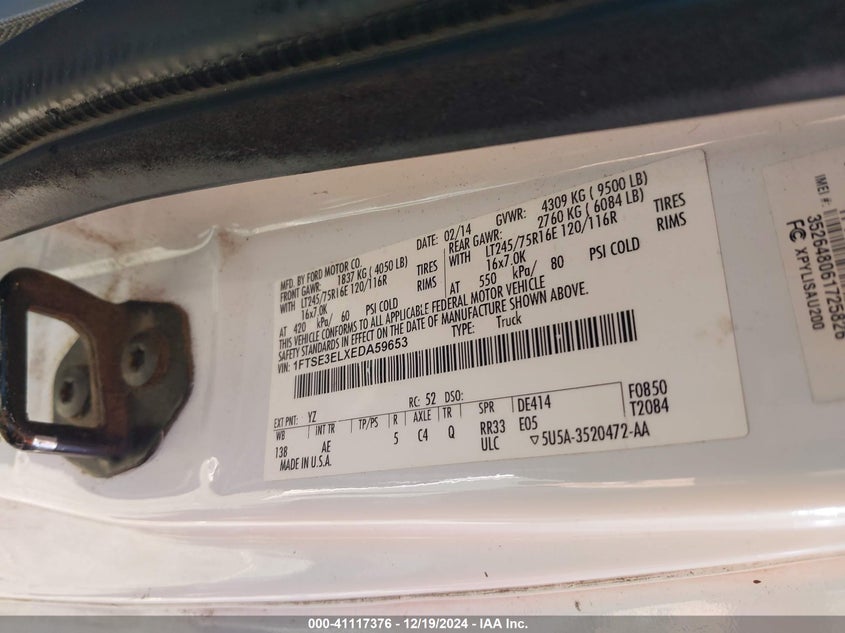 MFD. BY FORD MOTOR CO.
DATE: 02/14
GVWR: 4309 KG ( 9500 LB)
FRONT GAWR: 1837 KG ( 4050 LB)
REAR GAWR: 2760 KG ( 6084 LB)
WITH LT245/75R16E 120/116R TIRES
WITH LT245/75R16E 120/116R TIRES
16x7.0K RIMS
16x7.0K RIMS
AT 420 kPa/ 60 PSI COLD
AT 550 kPa/ 80 PSI COLD
THIS VEHICLE CONFORMS TO ALL APPLICABLE FEDERAL MOTOR VEHICLE
SAFETY STANDARDS IN EFFECT ON THE DATE OF MANUFACTURE SHOWN ABOVE.
VIN: 1FTSE3ELXEDA59653
TYPE: Truck
EXT PNT: YZ RC: 52 DSO:
WB INT TR TP/PS R AXLE TR SPR DE414 F0850
138 AE 5 C4 Q RR33 E05 T2084
MADE IN U.S.A. ULC ▽5U5A-3520472-AA
IMEI #:
352648061725826
FC XPYLISAU200
000-41117376 - 12/19/2024 - IAA Inc.